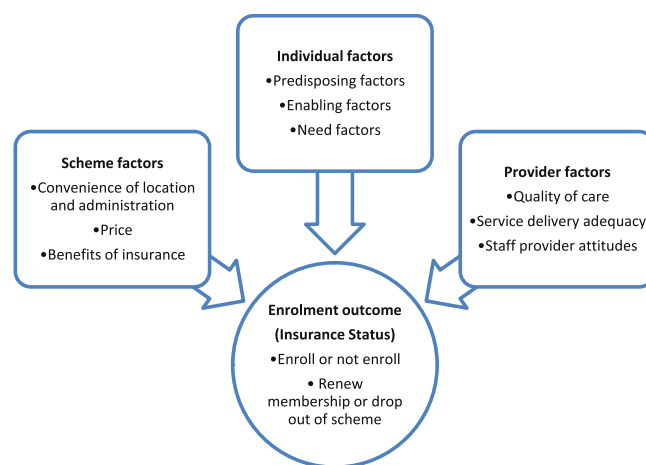 Individual factors
•Predisposing factors
•Enabling factors
•Need factors
Scheme factors
•Convenience of location
and administration
•Price
•Benefits of insurance
Provider factors
•Quality of care
•Service delivery adequacy
•Staff provider attitudes
Enrolment outcome
(Insurance Status)
•Enroll or not enroll
• Renew
membership or drop
out of scheme